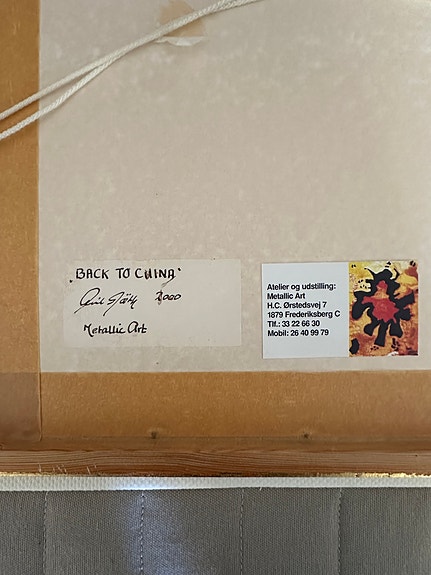 "BACK TO CHINA"
2000
Metallic Art
Atelier og udstilling:
Metallic Art
H.C. Ørstedsvej 7
1879 Frederiksberg C
Tlf.: 33 22 66 30
Mobil: 26 40 99 79